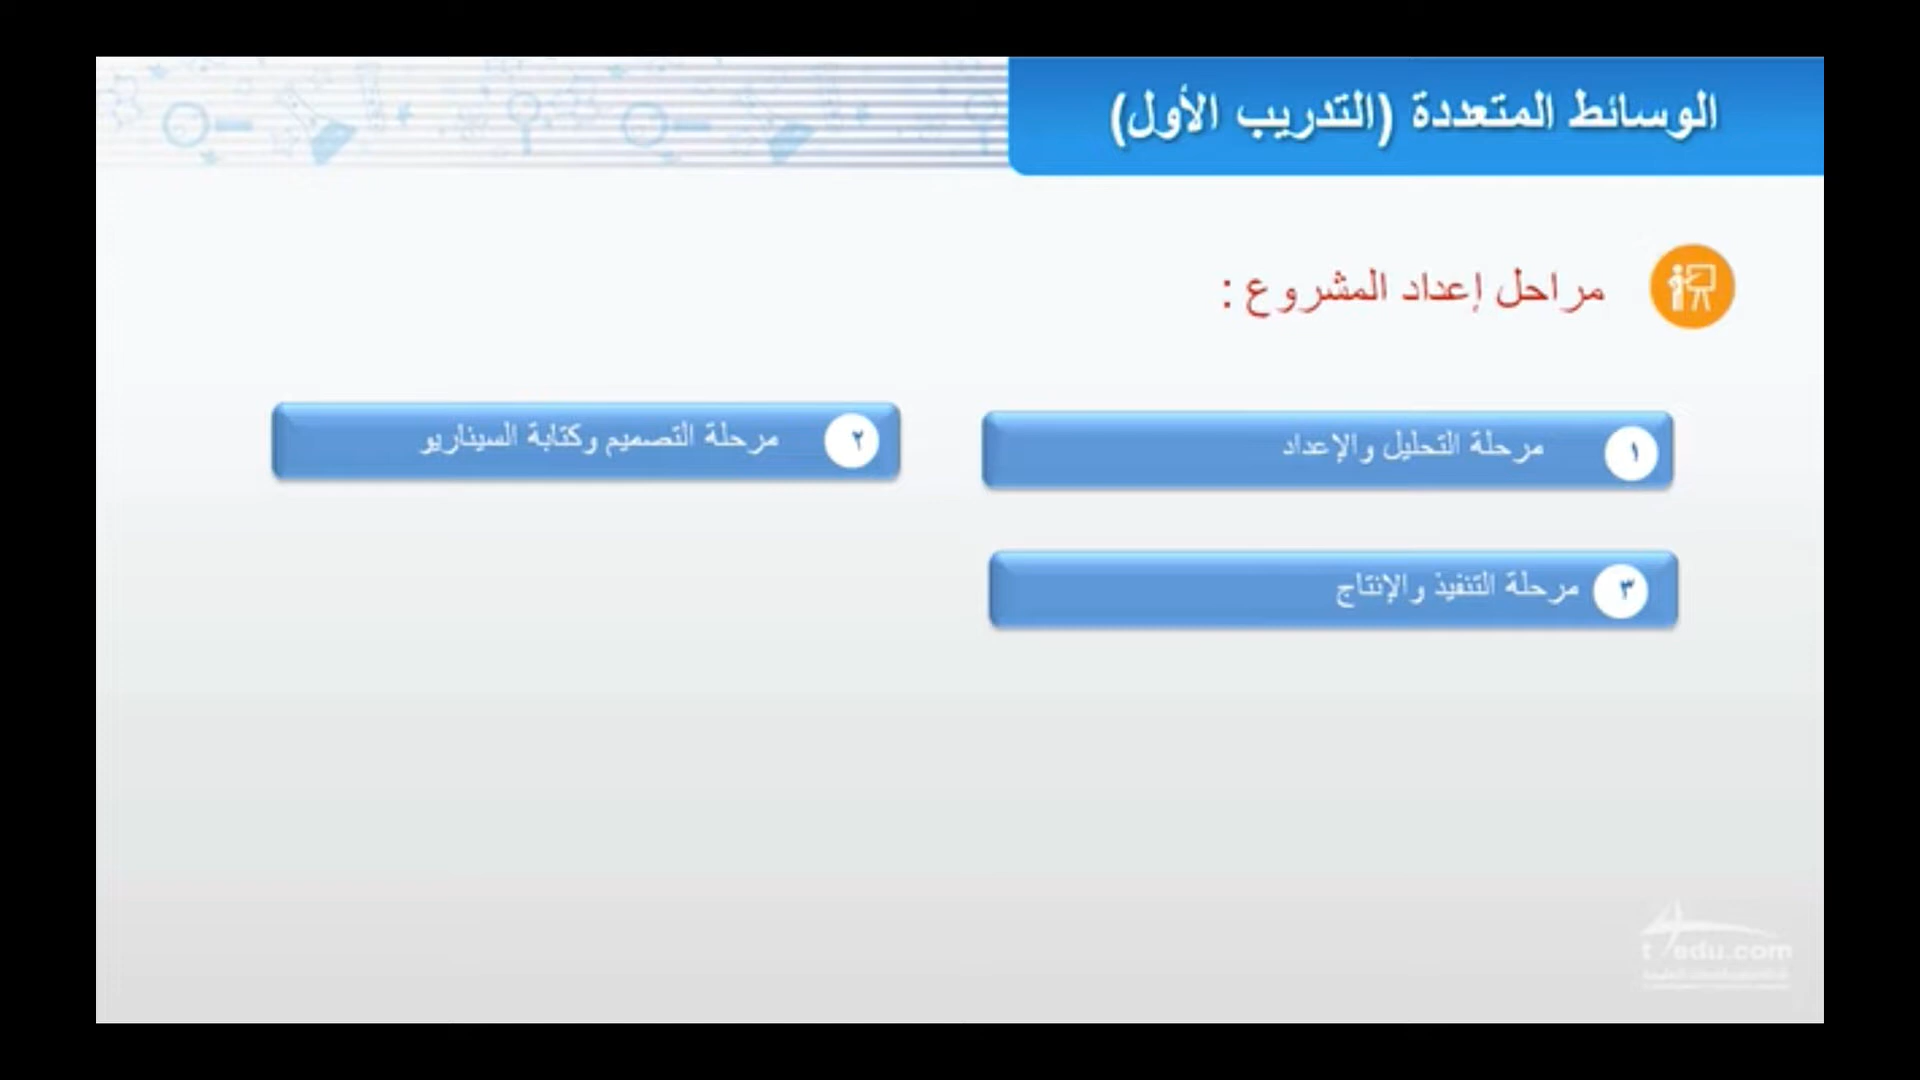 الوسائط المتعددة (التدريب الأول)
مراحل إعداد المشروع :
١ مرحلة التحليل والإعداد
٢ مرحلة التصميم وكتابة السيناريو
٣ مرحلة التنفيذ والإنتاج
t4edu.com